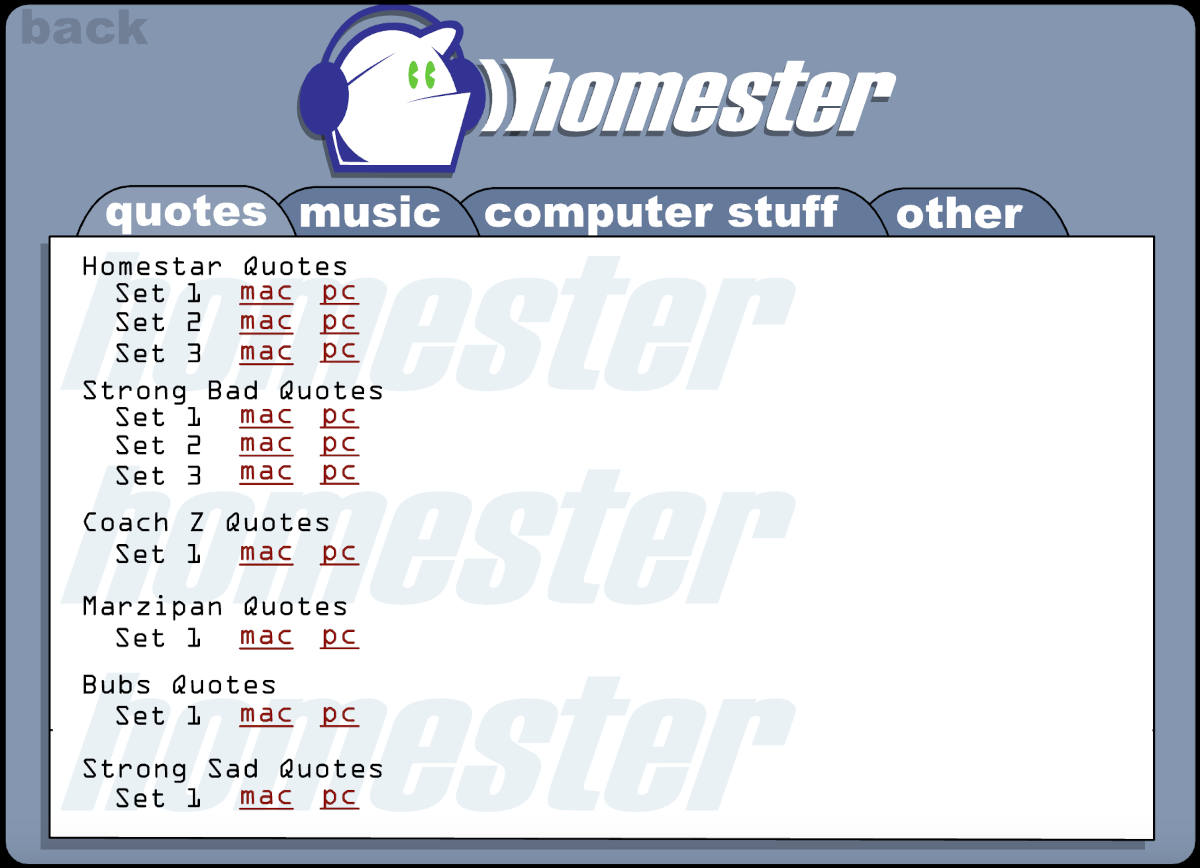 back
homester
quotes music computer stuff other
Homestar Quotes
Set 1 mac pc
Set 2 mac pc
Set 3 mac pc
Strong Bad Quotes
Set 1 mac pc
Set 2 mac pc
Set 3 mac pc
Coach Z Quotes
Set 1 mac pc
Marzipan Quotes
Set 1 mac pc
Bubs Quotes
Set 1 mac pc
Strong Sad Quotes
Set 1 mac pc
homester
homester
homester